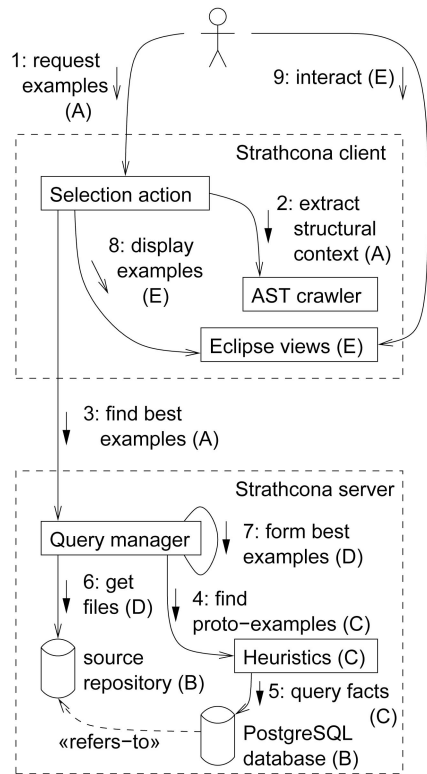 1: request
examples
(A)
9: interact (E)
Strathcona client
Selection action
2: extract
structural
context (A)
8: display
examples
(E)
AST crawler
Eclipse views (E)
3: find best
examples (A)
Strathcona server
Query manager
7: form best
examples (D)
6: get
files (D)
4: find
proto−examples (C)
source
repository (B)
Heuristics (C)
5: query facts
(C)
«refers−to»
PostgreSQL
database (B)